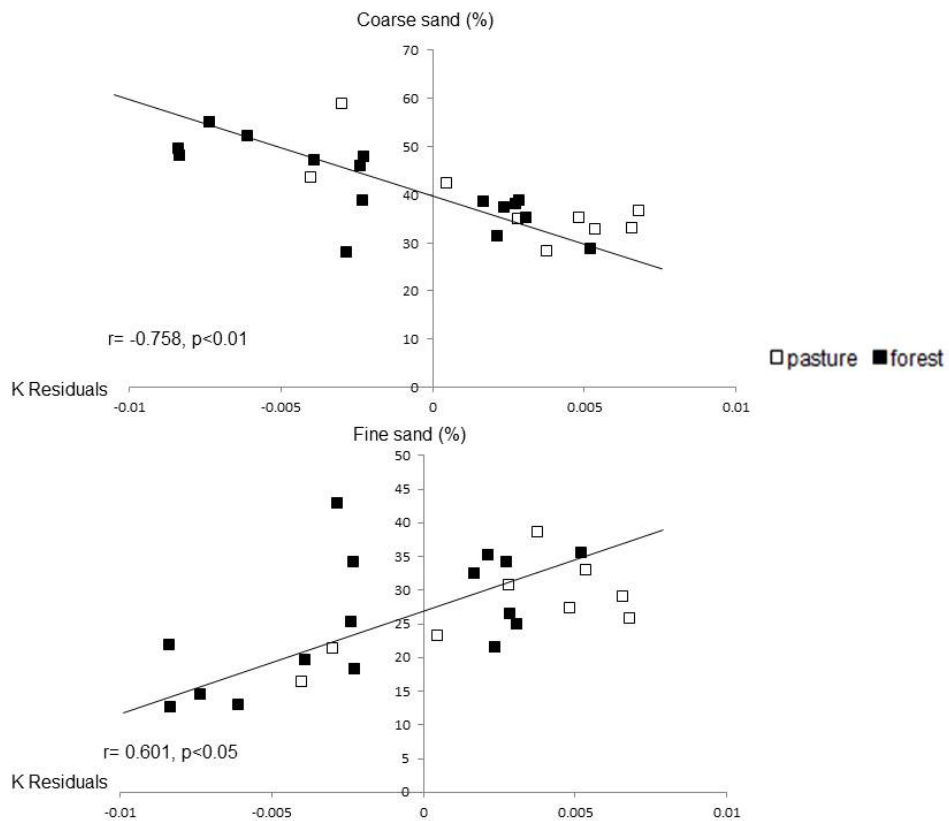 Coarse sand (%)
70
60
50
40
30
20
10
0
r= -0.758, p<0.01
K Residuals
-0.01 -0.005 0 0.005 0.01
pasture forest
Fine sand (%)
50
45
40
35
30
25
20
15
10
5
0
r= 0.601, p<0.05
K Residuals
-0.01 -0.005 0 0.005 0.01